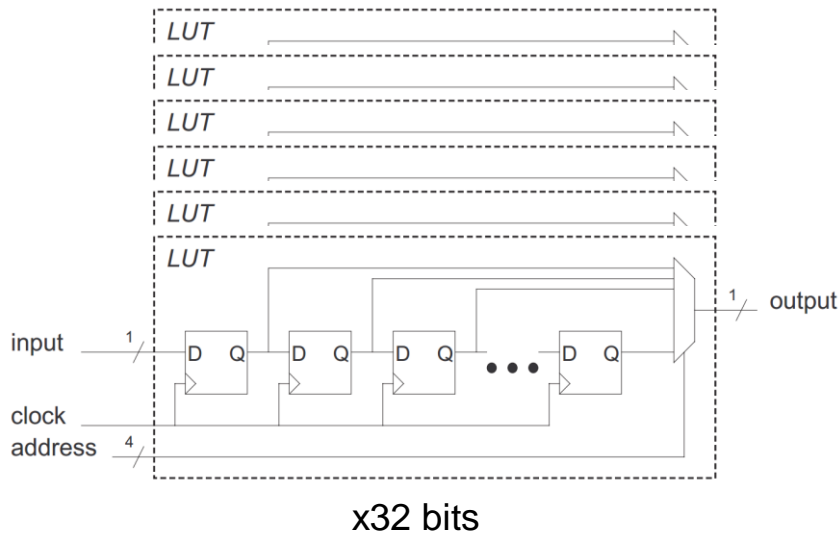 LUT
LUT
LUT
LUT
LUT
LUT
1 output
input 1
D Q D Q D Q D Q
clock
address 4
x32 bits